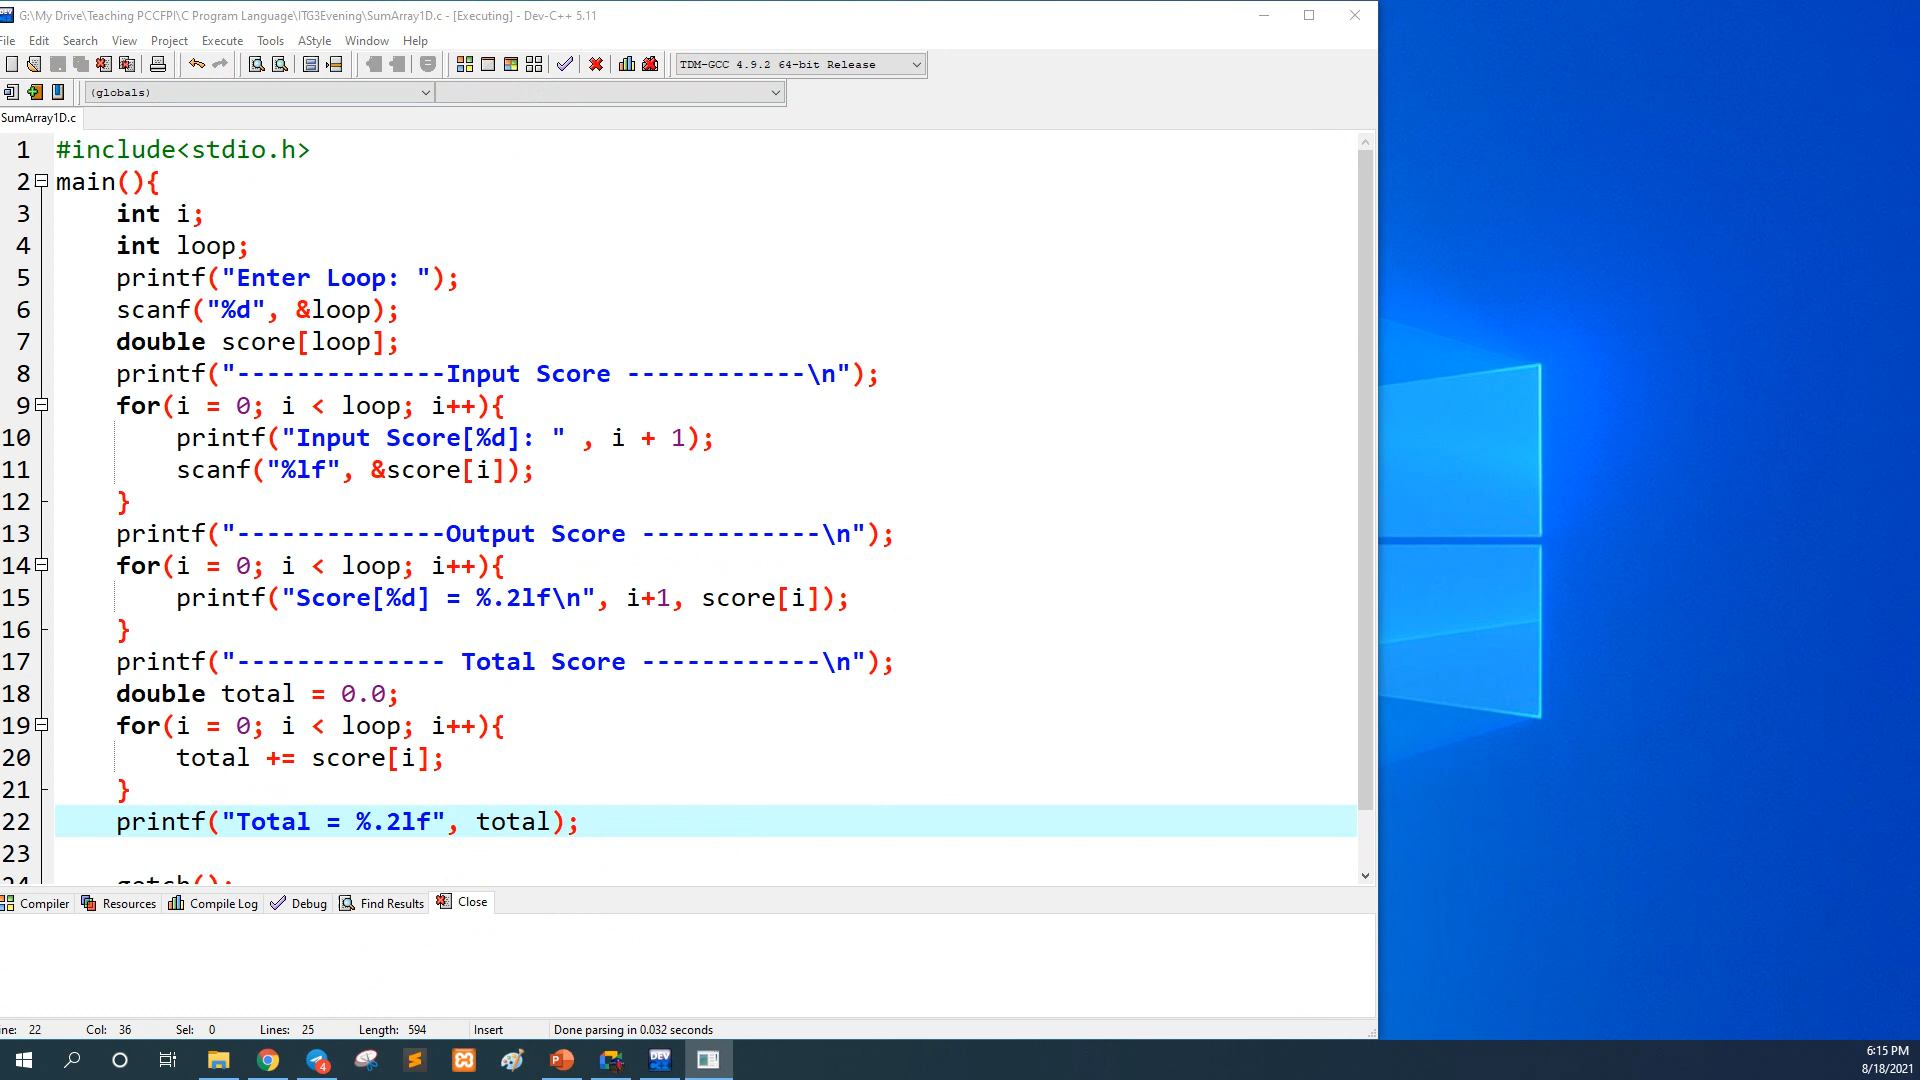 G:\My Drive\Teaching PCCFPI\C Program Language\ITG3Evening\SumArray1D.c - [Executing] - Dev-C++ 5.11
File Edit Search View Project Execute Tools AStyle Window Help
TDM-GCC 4.9.2 64-bit Release
(globals)
SumArray1D.c
1 #include<stdio.h>
2 main(){
3 int i;
4 int loop;
5 printf("Enter Loop: ");
6 scanf("%d", &loop);
7 double score[loop];
8 printf("--------------Input Score ------------\n");
9 for(i = 0; i < loop; i++){
10 printf("Input Score[%d]: " , i + 1);
11 scanf("%lf", &score[i]);
12 }
13 printf("--------------Output Score ------------\n");
14 for(i = 0; i < loop; i++){
15 printf("Score[%d] = %.2lf\n", i+1, score[i]);
16 }
17 printf("-------------- Total Score ------------\n");
18 double total = 0.0;
19 for(i = 0; i < loop; i++){
20 total += score[i];
21 }
22 printf("Total = %.2lf", total);
23
24 getch();
Compiler Resources Compile Log Debug Find Results Close
ine: 22 Col: 36 Sel: 0 Lines: 25 Length: 594 Insert Done parsing in 0.032 seconds
4
DEV
6:15 PM
8/18/2021